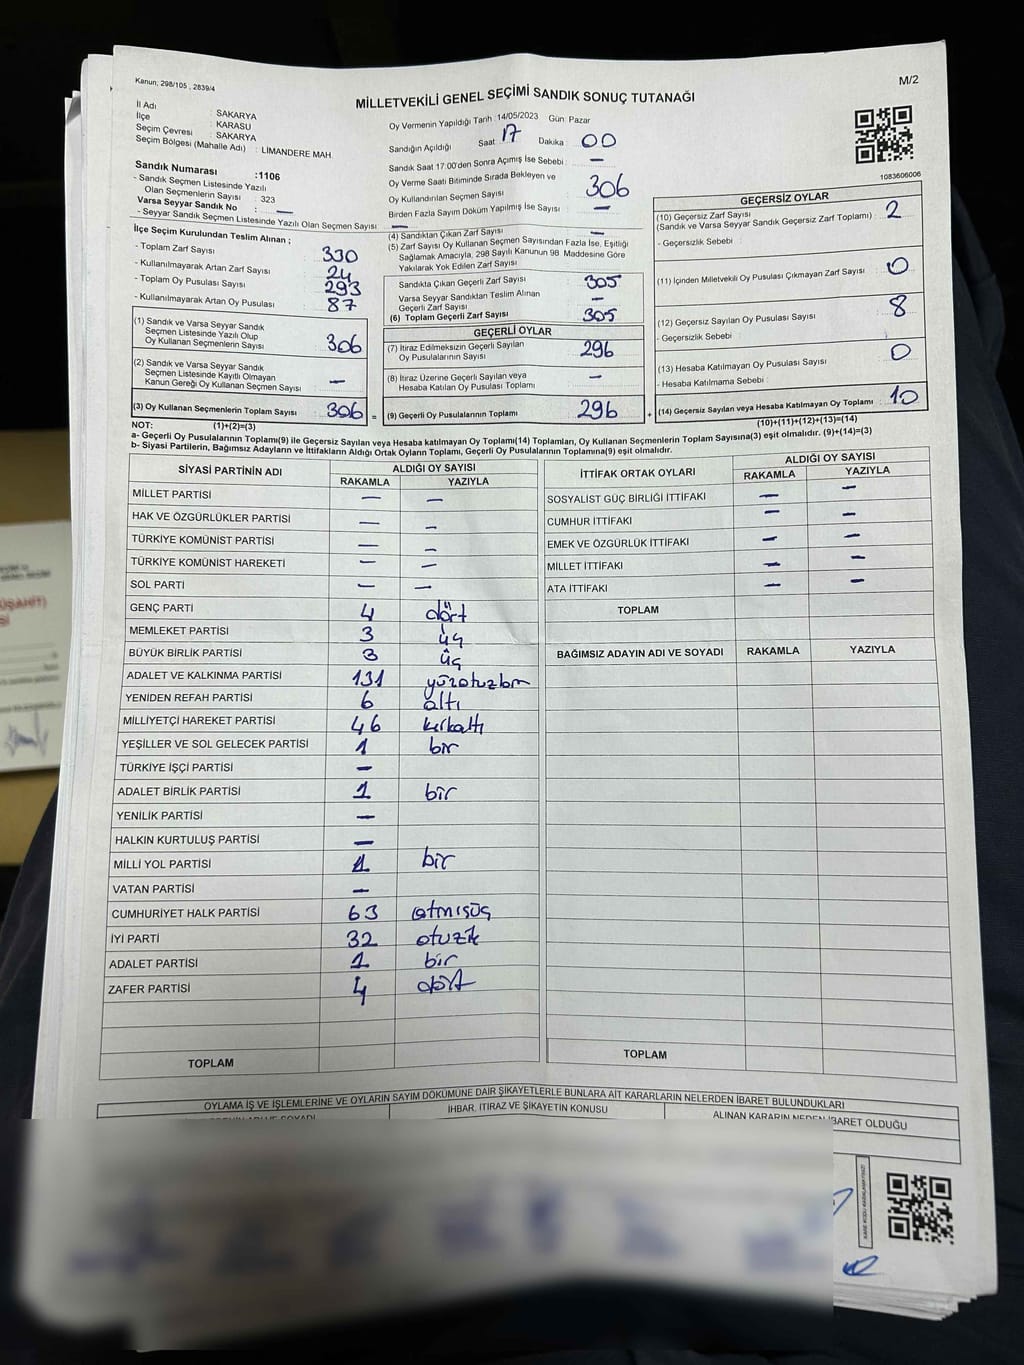 Kanun; 298/105 , 2839/4
M/2
MİLLETVEKİLİ GENEL SEÇİMİ SANDIK SONUÇ TUTANAĞI
İl Adı : SAKARYA
İlçe : KARASU
Seçim Çevresi : SAKARYA
Seçim Bölgesi (Mahalle Adı) : LİMANDERE MAH.
Oy Vermenin Yapıldığı Tarih : 14/05/2023 Gün: Pazar
Sandığın Açıldığı Saat : 17 Dakika : 00
Sandık Saat 17:00'den Sonra Açımış İse Sebebi : —
Oy Verme Saati Bitiminde Sırada Bekleyen ve
Oy Kullandırılan Seçmen Sayısı : 306
Birden Fazla Sayım Döküm Yapılmış İse Sayısı : —
Sandık Numarası : 1106
- Sandık Seçmen Listesinde Yazılı
Olan Seçmenlerin Sayısı : 323
Varsa Seyyar Sandık No : —
- Seyyar Sandık Seçmen Listesinde Yazılı Olan Seçmen Sayısı : —
1083606006
İlçe Seçim Kurulundan Teslim Alınan ;
- Toplam Zarf Sayısı : 330
- Kullanılmayarak Artan Zarf Sayısı : 24
- Toplam Oy Pusulası Sayısı : 293
- Kullanılmayarak Artan Oy Pusulası : 87
(1) Sandık ve Varsa Seyyar Sandık
Seçmen Listesinde Yazılı Olup
Oy Kullanan Seçmenlerin Sayısı : 306
(2) Sandık ve Varsa Seyyar Sandık
Seçmen Listesinde Kayıtlı Olmayan
Kanun Gereği Oy Kullanan Seçmen Sayısı : —
(3) Oy Kullanan Seçmenlerin Toplam Sayısı : 306 =
(4) Sandıktan Çıkan Zarf Sayısı : —
(5) Zarf Sayısı Oy Kullanan Seçmen Sayısından Fazla İse, Eşitliği
Sağlamak Amacıyla, 298 Sayılı Kanunun 98 Maddesine Göre
Yakılarak Yok Edilen Zarf Sayısı
Sandıkta Çıkan Geçerli Zarf Sayısı : 305
Varsa Seyyar Sandıktan Teslim Alınan
Geçerli Zarf Sayısı : —
(6) Toplam Geçerli Zarf Sayısı : 305
GEÇERLİ OYLAR
(7) İtiraz Edilmeksizin Geçerli Sayılan
Oy Pusulalarının Sayısı : 296
(8) İtiraz Üzerine Geçerli Sayılan veya
Hesaba Katılan Oy Pusulası Toplamı : —
(9) Geçerli Oy Pusulalarının Toplamı : 296 +
GEÇERSİZ OYLAR
(10) Geçersiz Zarf Sayısı : 2
(Sandık ve Varsa Seyyar Sandık Geçersiz Zarf Toplamı)
- Geçersizlik Sebebi :
(11) İçinden Milletvekili Oy Pusulası Çıkmayan Zarf Sayısı : 0
(12) Geçersiz Sayılan Oy Pusulası Sayısı : 8
- Geçersizlik Sebebi :
(13) Hesaba Katılmayan Oy Pusulası Sayısı : 0
- Hesaba Katılmama Sebebi :
(14) Geçersiz Sayılan veya Hesaba Katılmayan Oy Toplamı : 10
NOT: (1)+(2)=(3)
(10)+(11)+(12)+(13)=(14)
a- Geçerli Oy Pusulalarının Toplamı(9) ile Geçersiz Sayılan veya Hesaba katılmayan Oy Toplamı(14) Toplamları, Oy Kullanan Seçmenlerin Toplam Sayısına(3) eşit olmalıdır. (9)+(14)=(3)
b- Siyasi Partilerin, Bağımsız Adayların ve İttifakların Aldığı Ortak Oyların Toplamı, Geçerli Oy Pusulalarının Toplamına(9) eşit olmalıdır.
SİYASİ PARTİNİN ADI ALDIĞI OY SAYISI
RAKAMLA YAZIYLA
MİLLET PARTİSİ — —
HAK VE ÖZGÜRLÜKLER PARTİSİ — —
TÜRKİYE KOMÜNİST PARTİSİ — —
TÜRKİYE KOMÜNİST HAREKETİ — —
SOL PARTİ — —
GENÇ PARTİ 4 dört
MEMLEKET PARTİSİ 3 üç
BÜYÜK BİRLİK PARTİSİ 3 üç
ADALET VE KALKINMA PARTİSİ 131 yüzotuzbır
YENİDEN REFAH PARTİSİ 6 altı
MİLLİYETÇİ HAREKET PARTİSİ 46 kırkaltı
YEŞİLLER VE SOL GELECEK PARTİSİ 1 bir
TÜRKİYE İŞÇİ PARTİSİ —
ADALET BİRLİK PARTİSİ 1 bir
YENİLİK PARTİSİ —
HALKIN KURTULUŞ PARTİSİ —
MİLLİ YOL PARTİSİ 1 bir
VATAN PARTİSİ —
CUMHURİYET HALK PARTİSİ 63 atmışüç
İYİ PARTİ 32 otuzik
ADALET PARTİSİ 1 bir
ZAFER PARTİSİ 4 dört
TOPLAM
İTTİFAK ORTAK OYLARI ALDIĞI OY SAYISI
RAKAMLA YAZIYLA
SOSYALİST GÜÇ BİRLİĞİ İTTİFAKI — —
CUMHUR İTTİFAKI — —
EMEK VE ÖZGÜRLÜK İTTİFAKI — —
MİLLET İTTİFAKI — —
ATA İTTİFAKI — —
TOPLAM
BAĞIMSIZ ADAYIN ADI VE SOYADI RAKAMLA YAZIYLA
TOPLAM
OYLAMA İŞ VE İŞLEMLERİNE VE OYLARIN SAYIM DÖKÜMÜNE DAİR ŞİKAYETLERLE BUNLARA AİT KARARLARIN NELERDEN İBARET BULUNDUKLARI
İHBAR, İTİRAZ VE ŞİKAYETİN KONUSU
ALINAN KARARIN NEDEN İBARET OLDUĞU